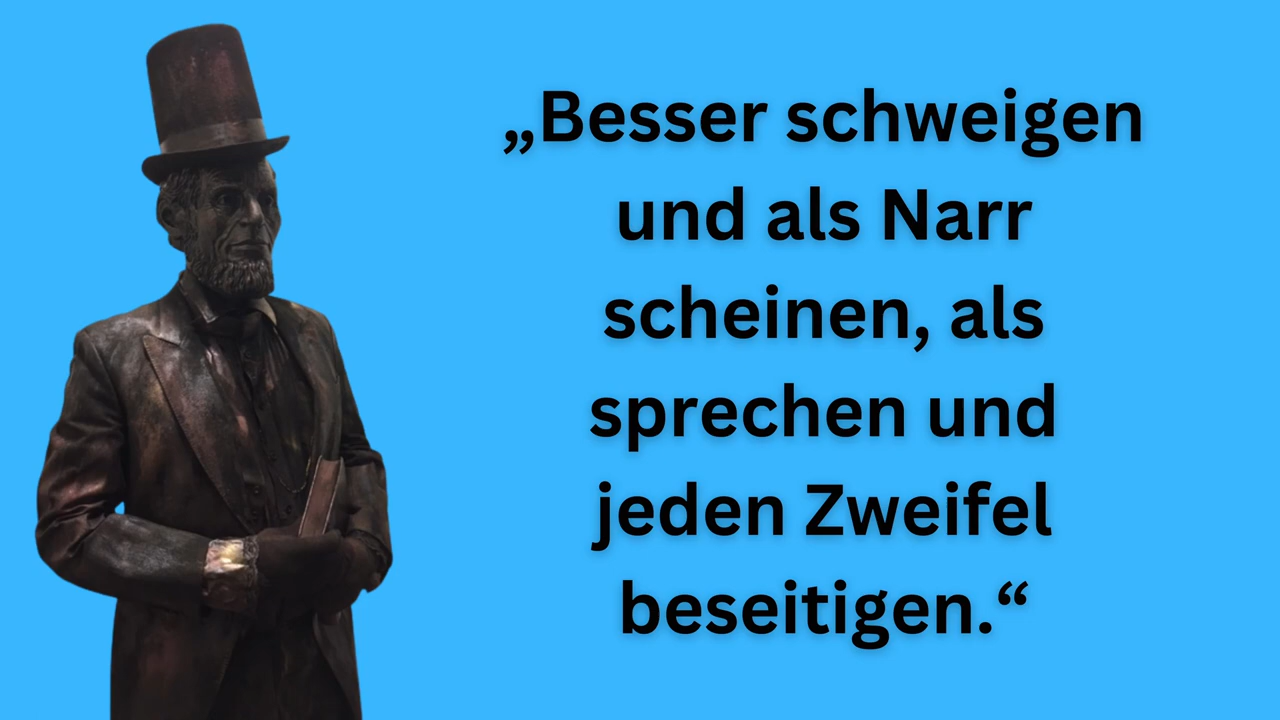 „Besser schweigen
und als Narr
scheinen, als
sprechen und
jeden Zweifel
beseitigen.“